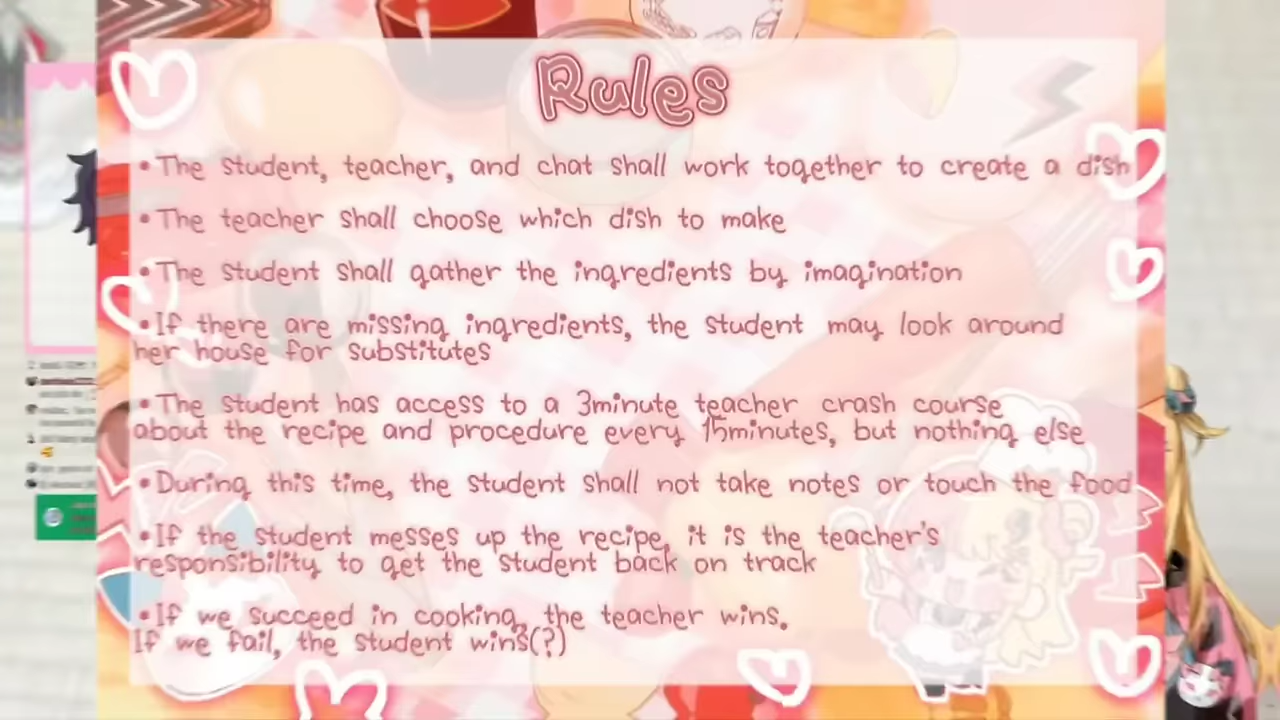 Rules
•The student, teacher, and chat shall work together to create a dish
•The teacher shall choose which dish to make
•The student shall gather the ingredients by imagination
•If there are missing ingredients, the student may look around
her house for substitutes
•The student has access to a 3minute teacher crash course
about the recipe and procedure every 15minutes, but nothing else
•During this time, the student shall not take notes or touch the food
•If the student messes up the recipe, it is the teacher's
responsibility to get the student back on track
•If we succeed in cooking, the teacher wins.
If we fail, the student wins(?)